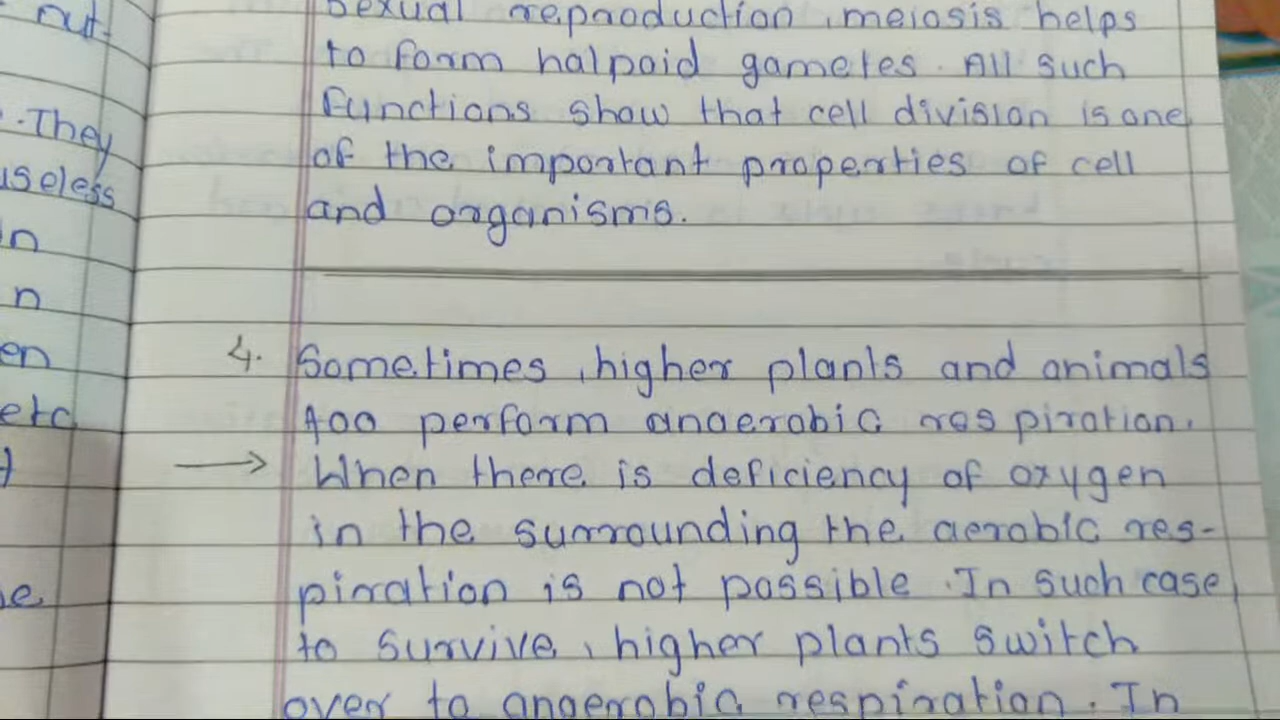 out
They
useless
in
n
en
etc
e
sexual reproduction, meiosis helps
to form halpoid gametes. All such
functions show that cell division is one
of the important properties of cell
and organisms.
4. Sometimes, higher plants and animals
too perform anaerobic respiration.
→ When there is deficiency of oxygen
in the surrounding the aerobic res-
piration is not possible. In such case,
to survive, higher plants switch
over to anaerobic respiration. In